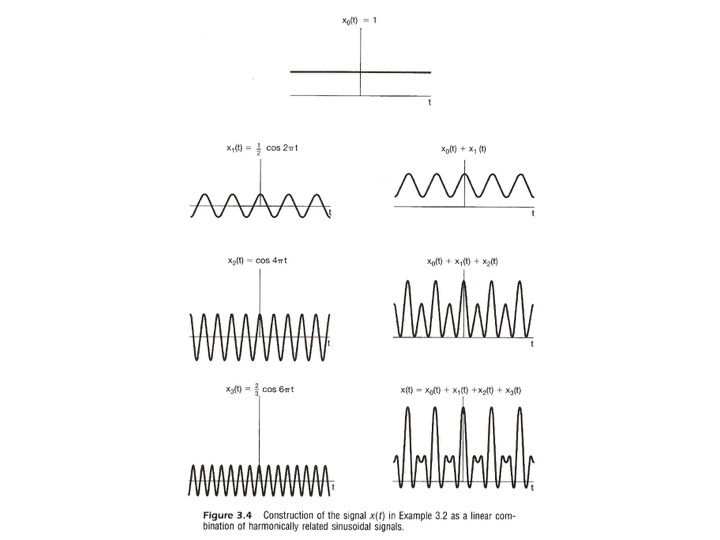 x₀(t) = 1
t
x₁(t) = 1/2 cos 2πt
x₀(t) + x₁ (t)
t
t
x₂(t) = cos 4πt
x₀(t) + x₁(t) + x₂(t)
t
t
x₃(t) = 2/3 cos 6πt
x(t) = x₀(t) + x₁(t) +x₂(t) + x₃(t)
t
t
Figure 3.4 Construction of the signal x(t) in Example 3.2 as a linear com-
bination of harmonically related sinusoidal signals.